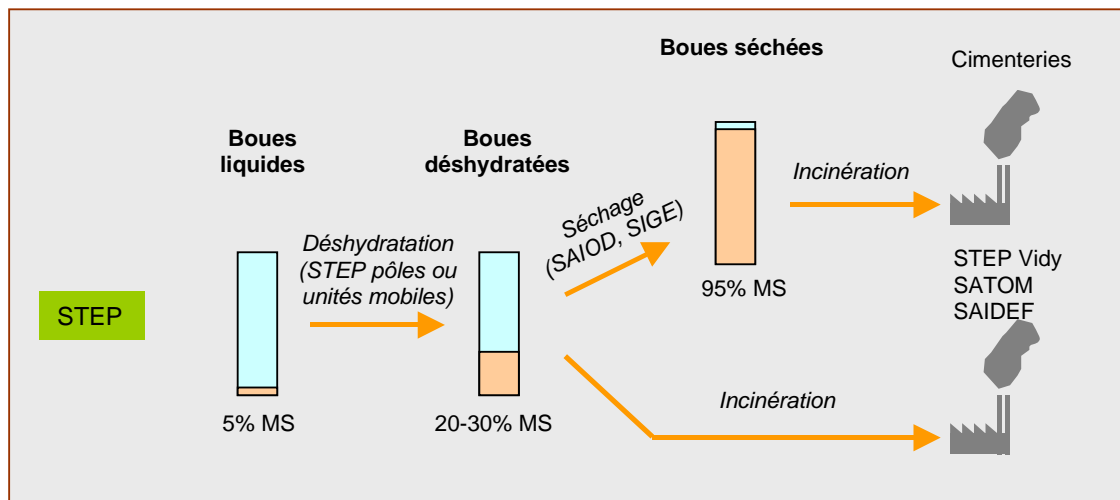 Boues séchées
Cimenteries
Boues
liquides
Boues
déshydratées
Incinération
Séchage
(SAIOD, SIGE)
Déshydratation
(STEP pôles ou
unités mobiles)
STEP
95% MS
STEP Vidy
SATOM
SAIDEF
5% MS
20-30% MS
Incinération